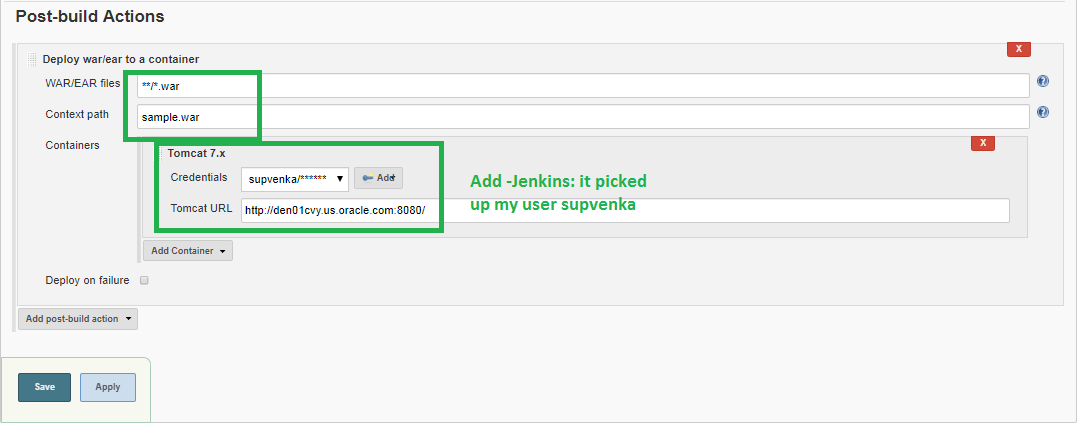 Post-build Actions
X
Deploy war/ear to a container
WAR/EAR files **/*.war
Context path sample.war
Containers
X
Tomcat 7.x
Credentials supvenka/****** Add
Tomcat URL http://den01cvy.us.oracle.com:8080/
Add -Jenkins: it picked
up my user supvenka
Add Container
Deploy on failure
Add post-build action
Save Apply